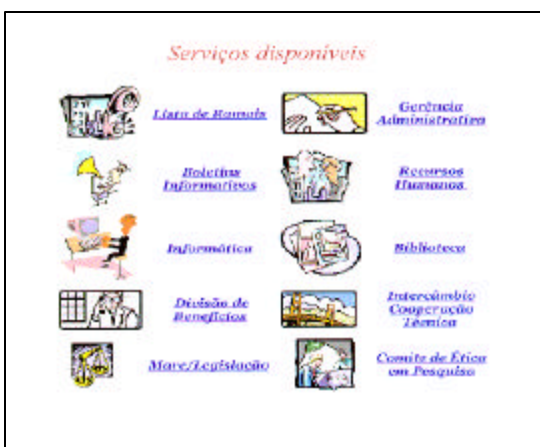 Serviços disponíveis
Lista de Ramais
Gerência
Administrativa
Boletins
Informativos
Recursos
Humanos
Informática
Biblioteca
Divisão de
Benefícios
Intercâmbio
Cooperação
Técnica
Mare/Legislação
Comite de Ética
em Pesquisa